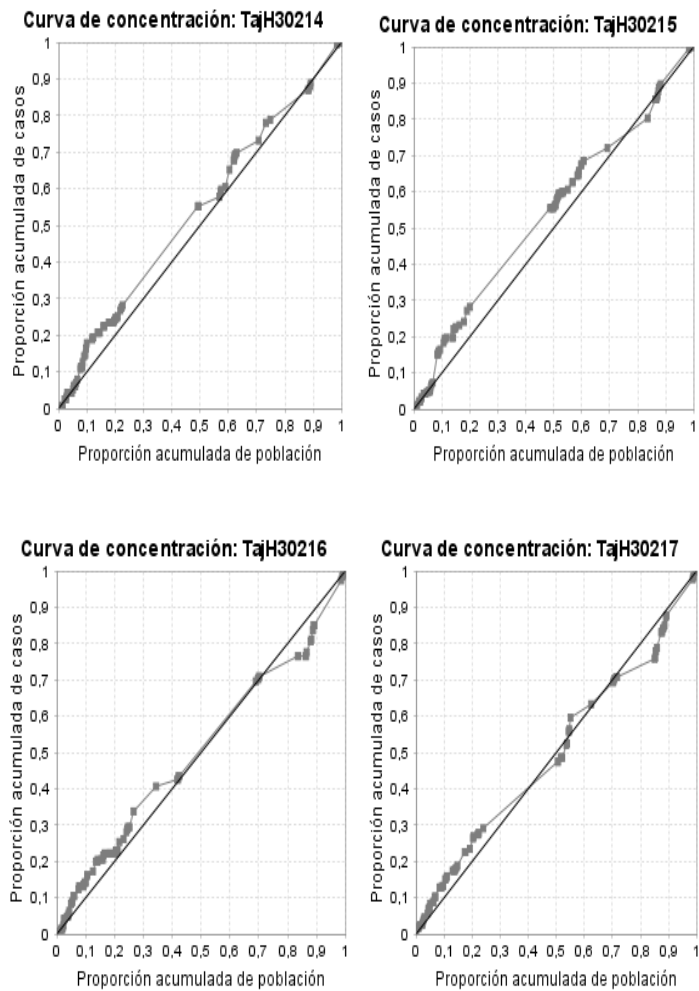 Curva de concentración: TajH30214
Proporción acumulada de casos
1
0,9
0,8
0,7
0,6
0,5
0,4
0,3
0,2
0,1
0
0 0,1 0,2 0,3 0,4 0,5 0,6 0,7 0,8 0,9 1
Proporción acumulada de población
Curva de concentración: TajH30215
Proporción acumulada de casos
1
0,9
0,8
0,7
0,6
0,5
0,4
0,3
0,2
0,1
0
0 0,1 0,2 0,3 0,4 0,5 0,6 0,7 0,8 0,9 1
Proporción acumulada de población
Curva de concentración: TajH30216
Proporción acumulada de casos
1
0,9
0,8
0,7
0,6
0,5
0,4
0,3
0,2
0,1
0
0 0,1 0,2 0,3 0,4 0,5 0,6 0,7 0,8 0,9 1
Proporción acumulada de población
Curva de concentración: TajH30217
Proporción acumulada de casos
1
0,9
0,8
0,7
0,6
0,5
0,4
0,3
0,2
0,1
0
0 0,1 0,2 0,3 0,4 0,5 0,6 0,7 0,8 0,9 1
Proporción acumulada de población